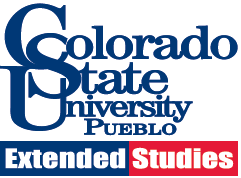 Colorado
State
University
PUEBLO
Extended Studies